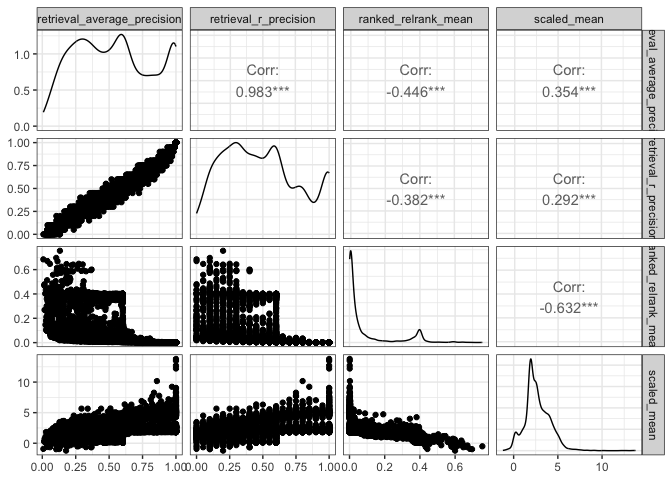 retrieval_average_precision
retrieval_r_precision
ranked_relrank_mean
scaled_mean
1.0
0.5
0.0
Corr:
0.983***
Corr:
-0.446***
Corr:
0.354***
eval_average_preci
1.00
0.75
0.50
0.25
0.00
Corr:
-0.382***
Corr:
0.292***
etrieval_r_precision
0.6
0.4
0.2
0.0
Corr:
-0.632***
anked_relrank_mea
10
5
0
scaled_mean
0.00 0.25 0.50 0.75 1.00
0.00 0.25 0.50 0.75 1.00
0.0 0.2 0.4 0.6
0 5 10